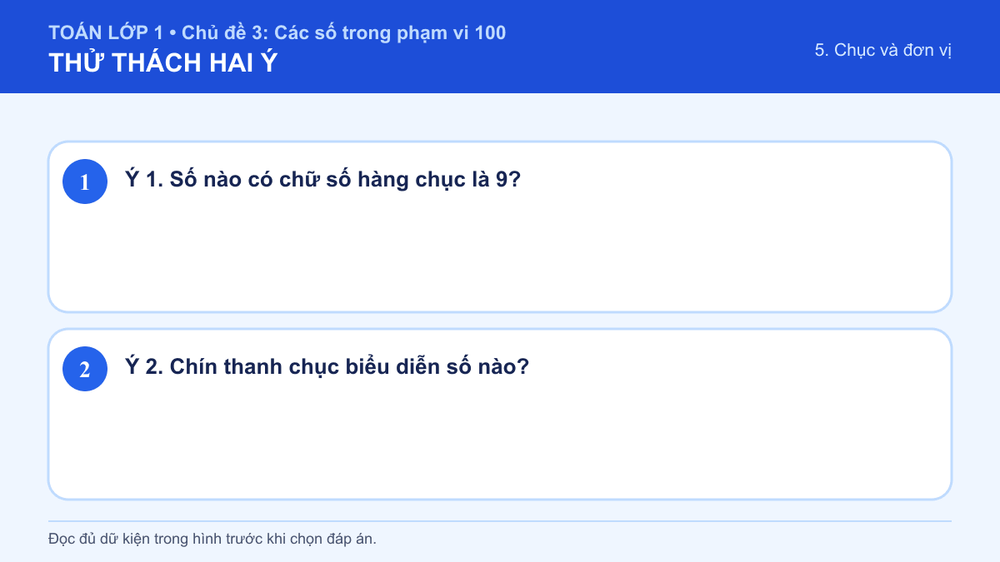 TOÁN LỚP 1 • Chủ đề 3: Các số trong phạm vi 100
THỬ THÁCH HAI Ý
5. Chục và đơn vị
1
Ý 1. Số nào có chữ số hàng chục là 9?
2
Ý 2. Chín thanh chục biểu diễn số nào?
Đọc đủ dữ kiện trong hình trước khi chọn đáp án.